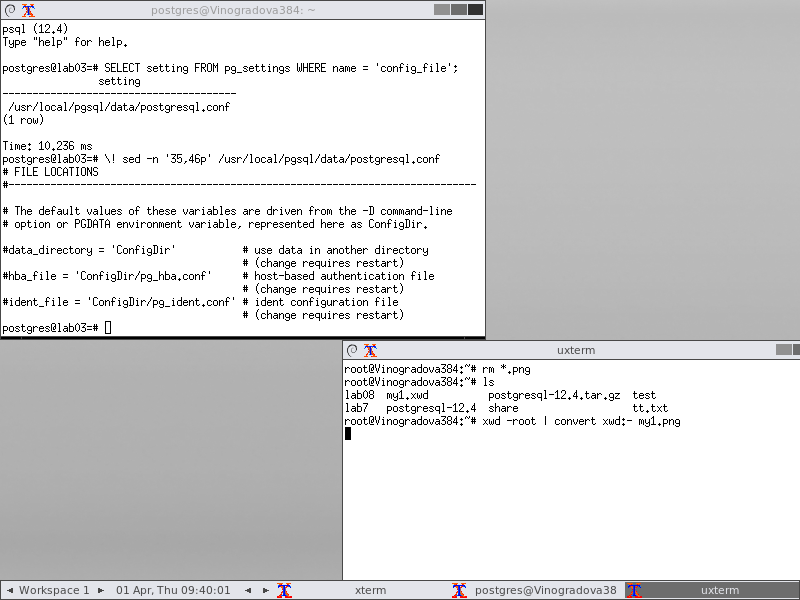 postgres@Vinogradova384: ~
psql (12.4)
Type "help" for help.
postgres@lab03=# SELECT setting FROM pg_settings WHERE name = 'config_file';
setting
---------------------------------------
/usr/local/pgsql/data/postgresql.conf
(1 row)
Time: 10.236 ms
postgres@lab03=# \! sed -n '35,46p' /usr/local/pgsql/data/postgresql.conf
# FILE LOCATIONS
#------------------------------------------------------------------------------
# The default values of these variables are driven from the -D command-line
# option or PGDATA environment variable, represented here as ConfigDir.
#data_directory = 'ConfigDir' # use data in another directory
# (change requires restart)
#hba_file = 'ConfigDir/pg_hba.conf' # host-based authentication file
# (change requires restart)
#ident_file = 'ConfigDir/pg_ident.conf' # ident configuration file
# (change requires restart)
postgres@lab03=#
uxterm
root@Vinogradova384:~# rm *.png
root@Vinogradova384:~# ls
lab08 my1.xwd postgresql-12.4.tar.gz test
lab7 postgresql-12.4 share tt.txt
root@Vinogradova384:~# xwd -root | convert xwd:- my1.png
Workspace 1 01 Apr, Thu 09:40:01 xterm postgres@Vinogradova38 uxterm